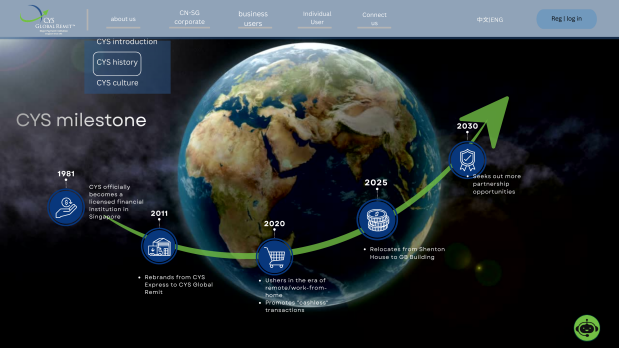 CYS
GLOBAL REMIT
about us
CN-SG
corporate
business
users
Individual
User
Connect
us
中文|ENG
Reg | log in
CYS introduction
CYS history
CYS culture
CYS milestone
1981
CYS officially
becomes a
licensed financial
institution in
Singapore
2011
• Rebrands from CYS
Express to CYS Global
Remit
2020
• Ushers in the era of
remote/work-from-
home
• Promotes "cashless"
transactions
2025
• Relocates from Shenton
House to GB Building
2030
• Seeks out more
partnership
opportunities